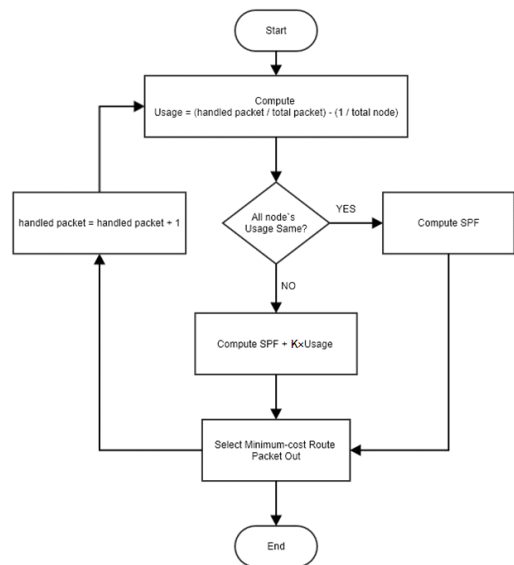 Start
Compute
Usage = (handled packet / total packet) - (1 / total node)
All node`s
Usage Same?
YES
Compute SPF
handled packet = handled packet + 1
NO
Compute SPF + K×Usage
Select Minimum-cost Route
Packet Out
End